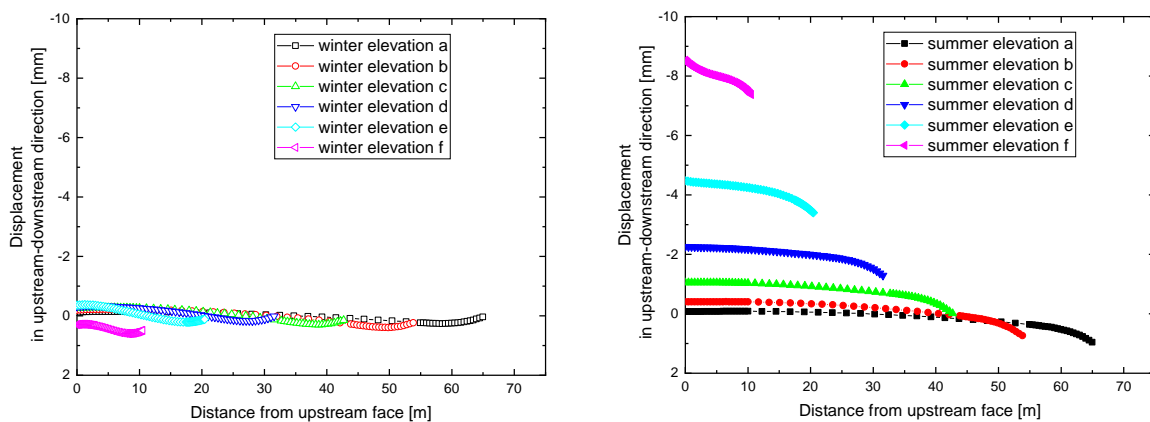 -10
-8
-6
-4
-2
0
2
0 10 20 30 40 50 60 70
Displacement
in upstream-downstream direction [mm]
Distance from upstream face [m]
winter elevation a
winter elevation b
winter elevation c
winter elevation d
winter elevation e
winter elevation f
-10
-8
-6
-4
-2
0
2
0 10 20 30 40 50 60 70
Displacement
in upstream-downstream direction [mm]
Distance from upstream face [m]
summer elevation a
summer elevation b
summer elevation c
summer elevation d
summer elevation e
summer elevation f